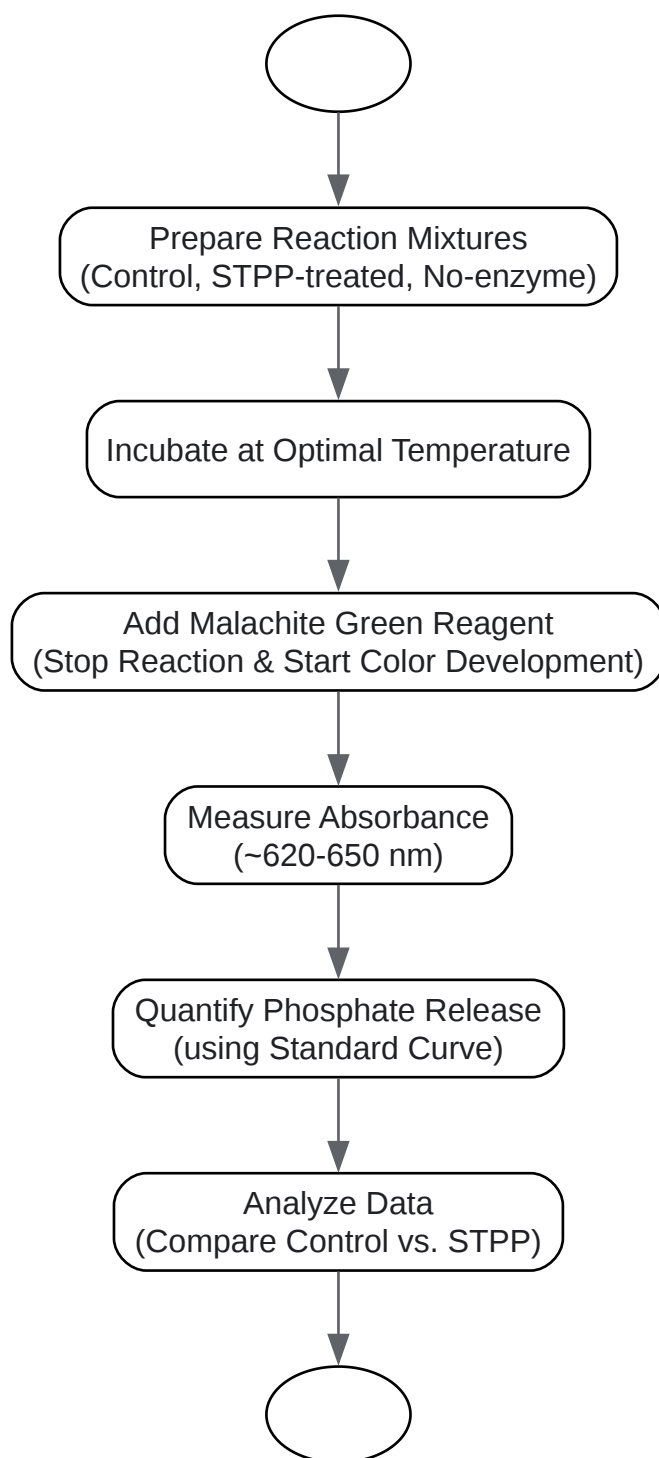 Prepare Reaction Mixtures
(Control, STPP-treated, No-enzyme)
Incubate at Optimal Temperature
Add Malachite Green Reagent
(Stop Reaction & Start Color Development)
Measure Absorbance
(~620-650 nm)
Quantify Phosphate Release
(using Standard Curve)
Analyze Data
(Compare Control vs. STPP)